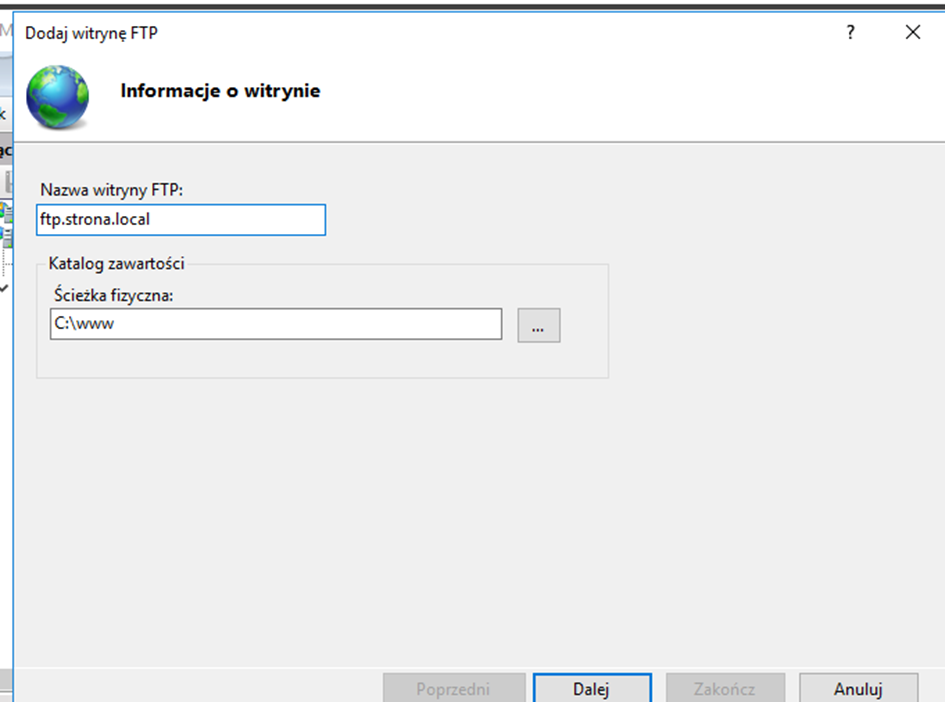 Dodaj witrynę FTP
?
Informacje o witrynie
Nazwa witryny FTP:
ftp.strona.local
Katalog zawartości
Ścieżka fizyczna:
C:\www
...
Poprzedni Dalej Zakończ Anuluj